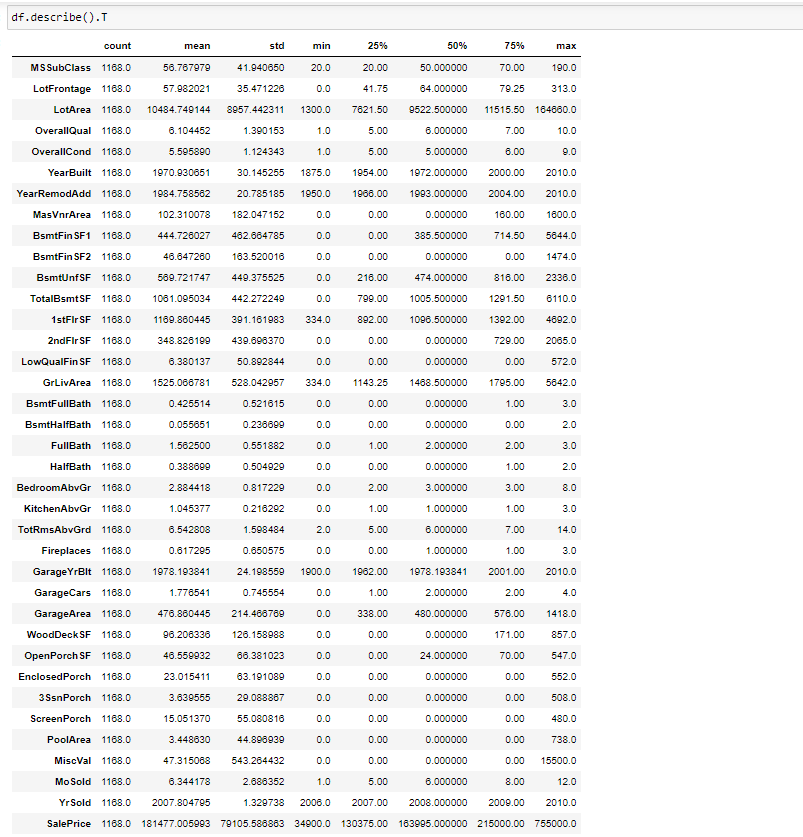 df.describe().T
count mean std min 25% 50% 75% max
MSSubClass 1168.0 56.767979 41.940650 20.0 20.00 50.000000 70.00 190.0
LotFrontage 1168.0 57.982021 35.471226 0.0 41.75 64.000000 79.25 313.0
LotArea 1168.0 10484.749144 8957.442311 1300.0 7621.50 9522.500000 11515.50 164660.0
OverallQual 1168.0 6.104452 1.390153 1.0 5.00 6.000000 7.00 10.0
OverallCond 1168.0 5.595890 1.124343 1.0 5.00 5.000000 6.00 9.0
YearBuilt 1168.0 1970.930651 30.145255 1875.0 1954.00 1972.000000 2000.00 2010.0
YearRemodAdd 1168.0 1984.758562 20.785185 1950.0 1966.00 1993.000000 2004.00 2010.0
MasVnrArea 1168.0 102.310078 182.047152 0.0 0.00 0.000000 160.00 1600.0
BsmtFinSF1 1168.0 444.726027 462.664785 0.0 0.00 385.500000 714.50 5644.0
BsmtFinSF2 1168.0 46.647260 163.520016 0.0 0.00 0.000000 0.00 1474.0
BsmtUnfSF 1168.0 569.721747 449.375525 0.0 216.00 474.000000 816.00 2336.0
TotalBsmtSF 1168.0 1061.095034 442.272249 0.0 799.00 1005.500000 1291.50 6110.0
1stFlrSF 1168.0 1169.860445 391.161983 334.0 892.00 1096.500000 1392.00 4692.0
2ndFlrSF 1168.0 348.826199 439.696370 0.0 0.00 0.000000 729.00 2065.0
LowQualFinSF 1168.0 6.380137 50.892844 0.0 0.00 0.000000 0.00 572.0
GrLivArea 1168.0 1525.066781 528.042957 334.0 1143.25 1468.500000 1795.00 5642.0
BsmtFullBath 1168.0 0.425514 0.521615 0.0 0.00 0.000000 1.00 3.0
BsmtHalfBath 1168.0 0.055651 0.236699 0.0 0.00 0.000000 0.00 2.0
FullBath 1168.0 1.562500 0.551882 0.0 1.00 2.000000 2.00 3.0
HalfBath 1168.0 0.388699 0.504929 0.0 0.00 0.000000 1.00 2.0
BedroomAbvGr 1168.0 2.884418 0.817229 0.0 2.00 3.000000 3.00 8.0
KitchenAbvGr 1168.0 1.045377 0.216292 0.0 1.00 1.000000 1.00 3.0
TotRmsAbvGrd 1168.0 6.542808 1.598484 2.0 5.00 6.000000 7.00 14.0
Fireplaces 1168.0 0.617295 0.650575 0.0 0.00 1.000000 1.00 3.0
GarageYrBlt 1168.0 1978.193841 24.198559 1900.0 1962.00 1978.193841 2001.00 2010.0
GarageCars 1168.0 1.776541 0.745554 0.0 1.00 2.000000 2.00 4.0
GarageArea 1168.0 476.860445 214.466769 0.0 338.00 480.000000 576.00 1418.0
WoodDeckSF 1168.0 96.206336 126.158988 0.0 0.00 0.000000 171.00 857.0
OpenPorchSF 1168.0 46.559932 66.381023 0.0 0.00 24.000000 70.00 547.0
EnclosedPorch 1168.0 23.015411 63.191089 0.0 0.00 0.000000 0.00 552.0
3SsnPorch 1168.0 3.639555 29.088867 0.0 0.00 0.000000 0.00 508.0
ScreenPorch 1168.0 15.051370 55.080816 0.0 0.00 0.000000 0.00 480.0
PoolArea 1168.0 3.448630 44.896939 0.0 0.00 0.000000 0.00 738.0
MiscVal 1168.0 47.315068 543.264432 0.0 0.00 0.000000 0.00 15500.0
MoSold 1168.0 6.344178 2.686352 1.0 5.00 6.000000 8.00 12.0
YrSold 1168.0 2007.804795 1.329738 2006.0 2007.00 2008.000000 2009.00 2010.0
SalePrice 1168.0 181477.005993 79105.586863 34900.0 130375.00 163995.000000 215000.00 755000.0